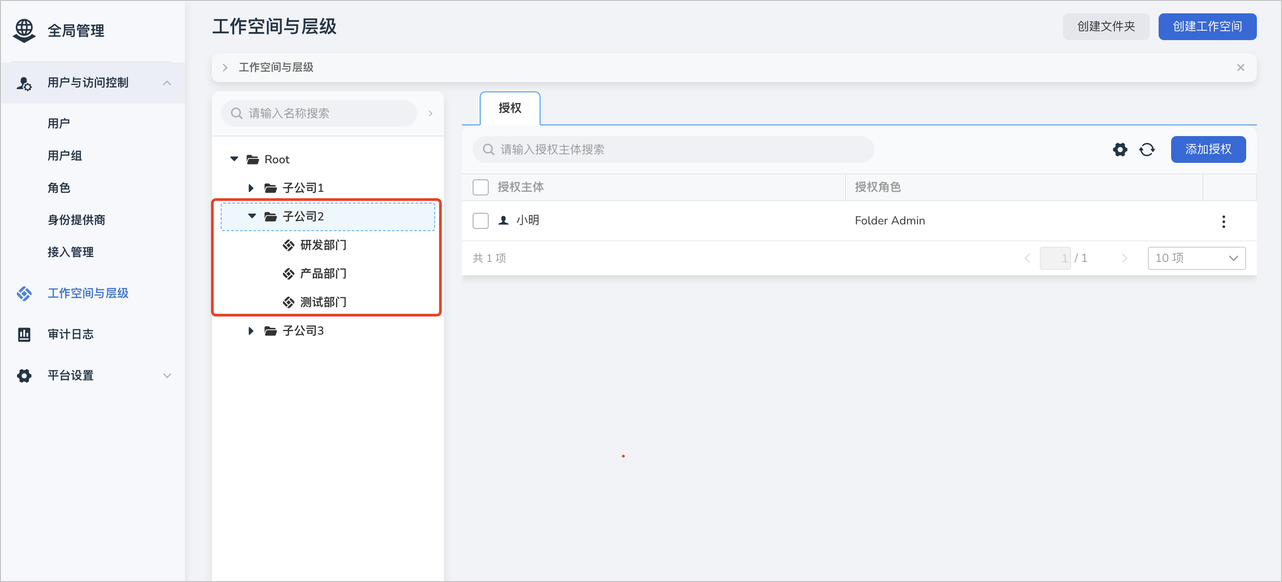 全局管理
用户与访问控制
用户
用户组
角色
身份提供商
接入管理
工作空间与层级
审计日志
平台设置
工作空间与层级
创建文件夹
创建工作空间
工作空间与层级
请输入名称搜索
Root
子公司1
子公司2
研发部门
产品部门
测试部门
子公司3
授权
请输入授权主体搜索
添加授权
授权主体 授权角色
小明 Folder Admin
共 1 项 1 / 1 10 项